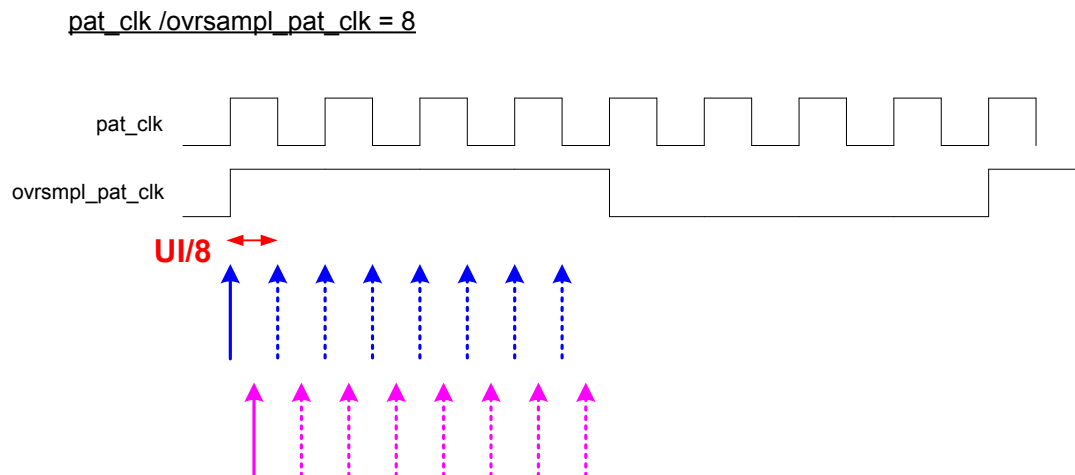 pat_clk /ovrsampl_pat_clk = 8
pat_clk
ovrsmpl_pat_clk
UI/8